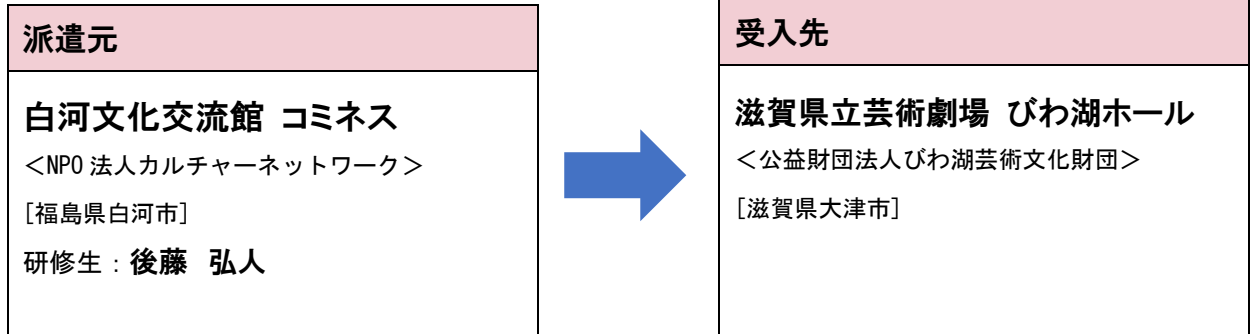 派遣元
白河文化交流館 コミネス
＜NPO法人カルチャーネットワーク＞
[福島県白河市]
研修生：後藤　弘人
受入先
滋賀県立芸術劇場 びわ湖ホール
＜公益財団法人びわ湖芸術文化財団＞
[滋賀県大津市]